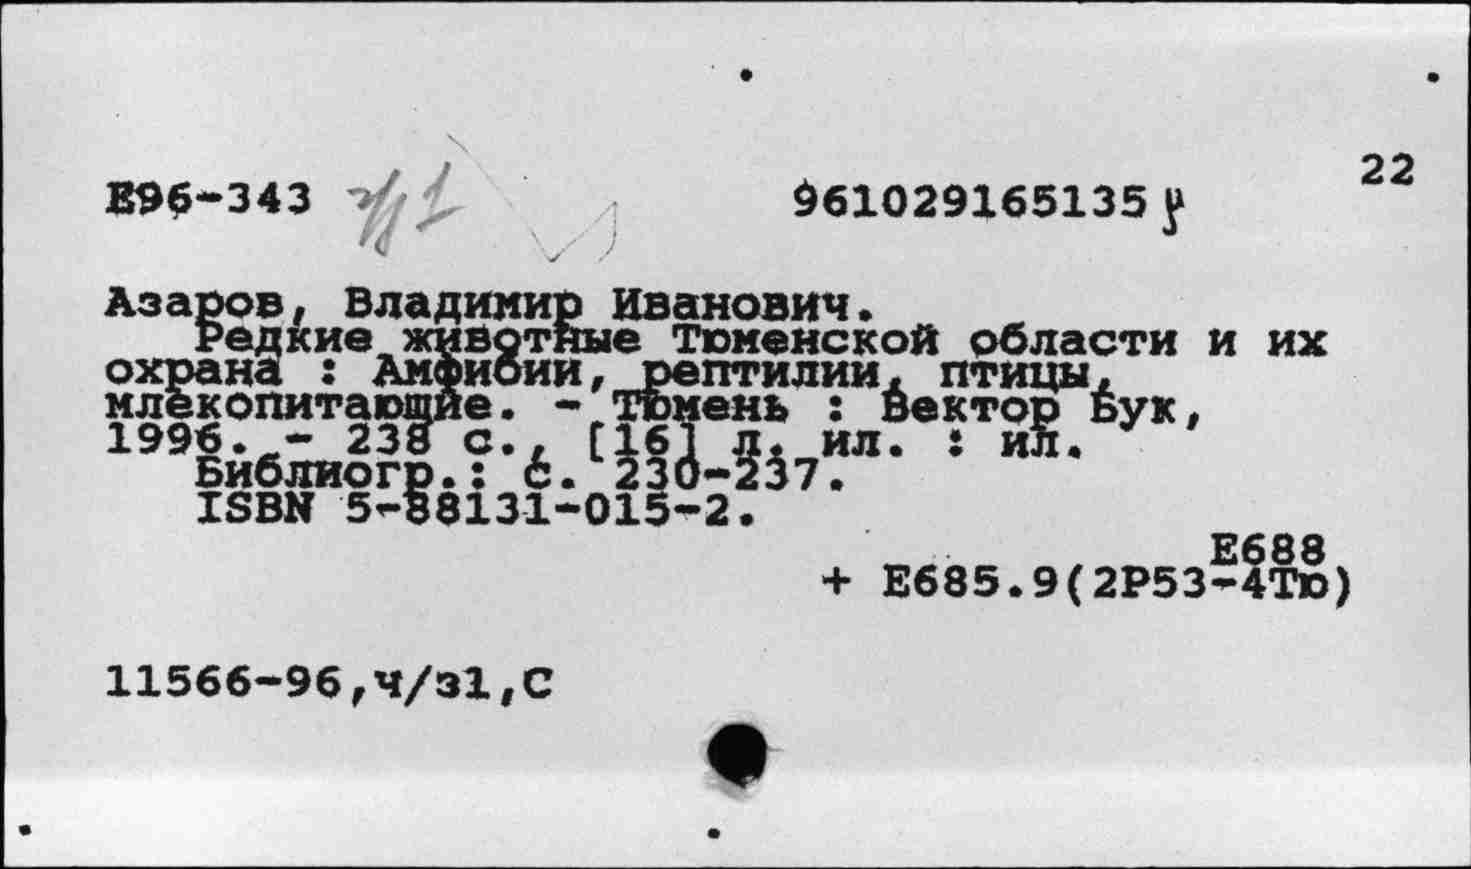 22
Е96-343 961029165135
Азаров, Владимир Иванович.
Редкие животные Тюменской области и их
охрана : Амфибии, рептилии, птицы,
млекопитающие. - Тюмень : Вектор Бук,
1996. - 238 с., [16] л. ил. : ил.
Библиогр.: с. 230-237.
ISBN 5-88131-015-2.
Е688
+ Е685.9(2Р53-4Тю)
11566-96,ч/з1,С